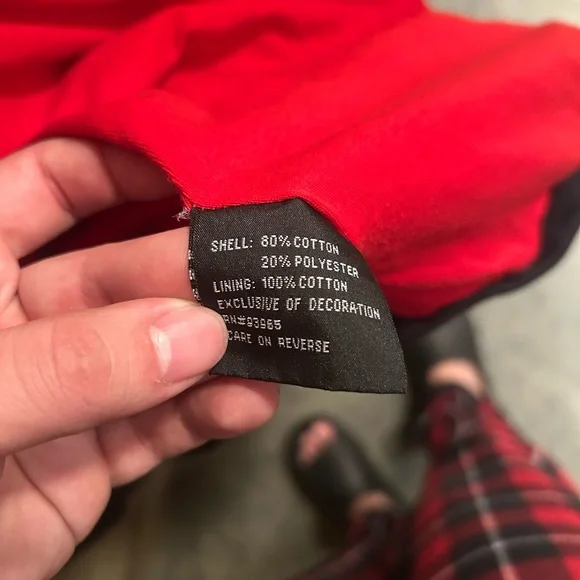 SHELL: 80% COTTON
20% POLYESTER
LINING: 100% COTTON
EXCLUSIVE OF DECORATION
RN#93965
CARE ON REVERSE